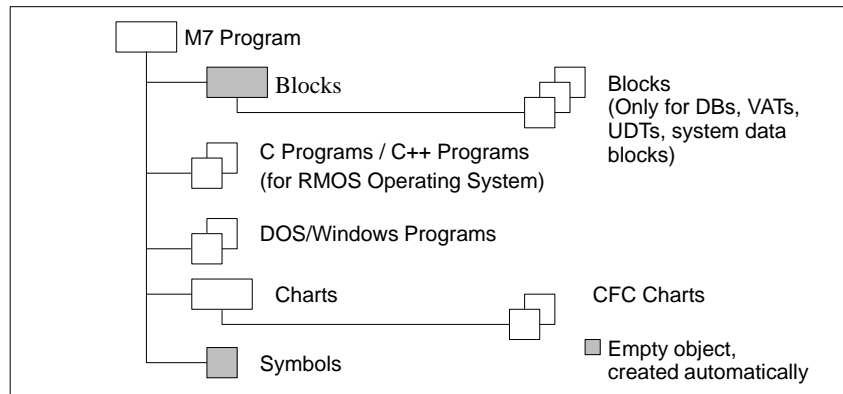 M7 Program
Blocks
Blocks
(Only for DBs, VATs,
UDTs, system data
blocks)
C Programs / C++ Programs
(for RMOS Operating System)
DOS/Windows Programs
Charts
CFC Charts
Symbols
Empty object,
created automatically